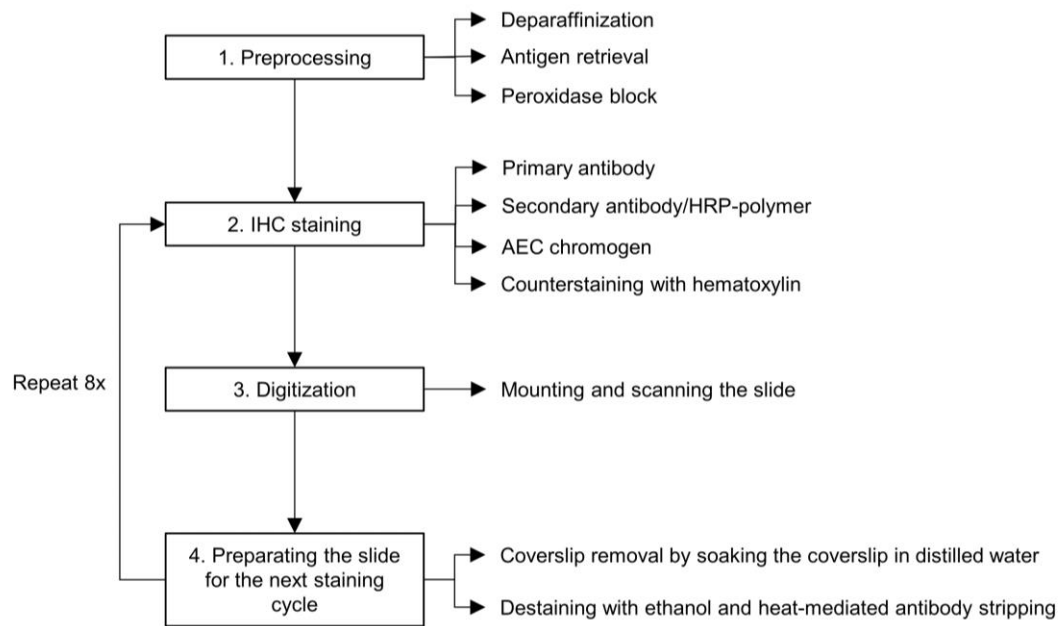 1. Preprocessing
Deparaffinization
Antigen retrieval
Peroxidase block
2. IHC staining
Primary antibody
Secondary antibody/HRP-polymer
AEC chromogen
Counterstaining with hematoxylin
Repeat 8x
3. Digitization
Mounting and scanning the slide
4. Preparating the slide
for the next staining
cycle
Coverslip removal by soaking the coverslip in distilled water
Destaining with ethanol and heat-mediated antibody stripping